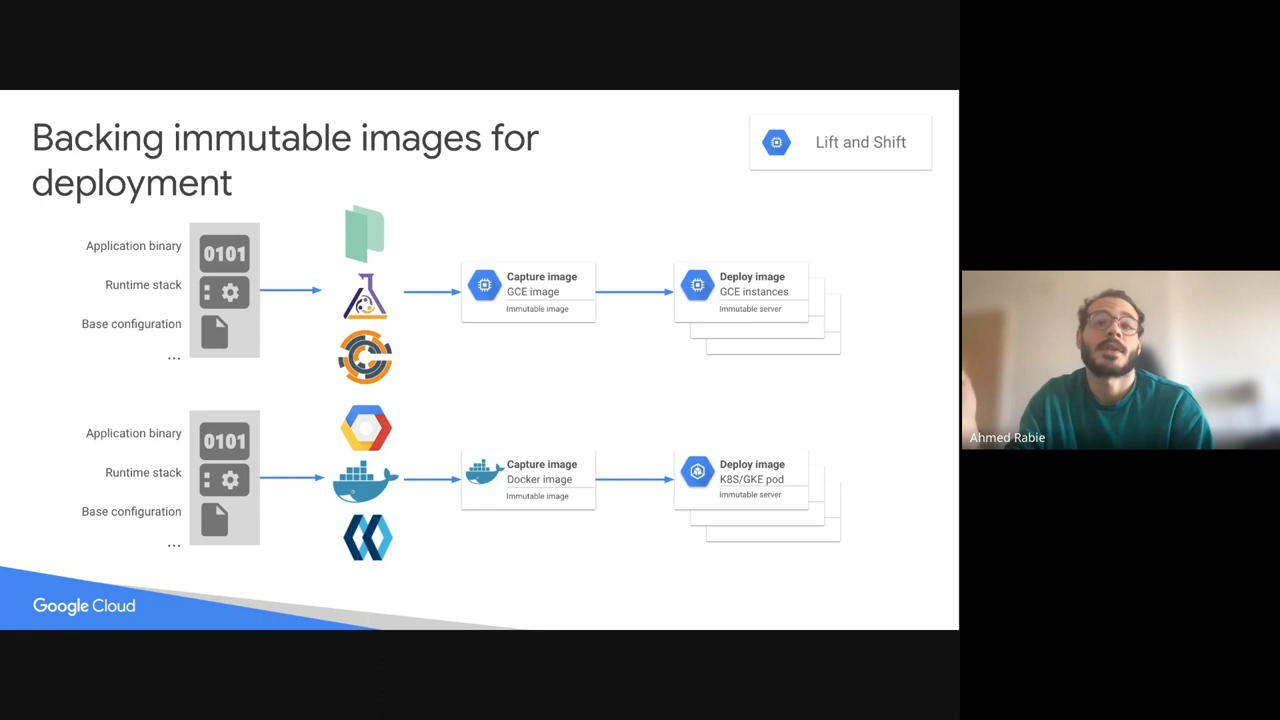 Backing immutable images for
deployment
Lift and Shift
Application binary
0101
Runtime stack
Base configuration
...
Capture image
GCE image
Immutable image
Deploy image
GCE instances
Immutable server
Application binary
0101
Runtime stack
Base configuration
...
Capture image
Docker image
Immutable image
Deploy image
K8S/GKE pod
Immutable server
Google Cloud
Ahmed Rabie